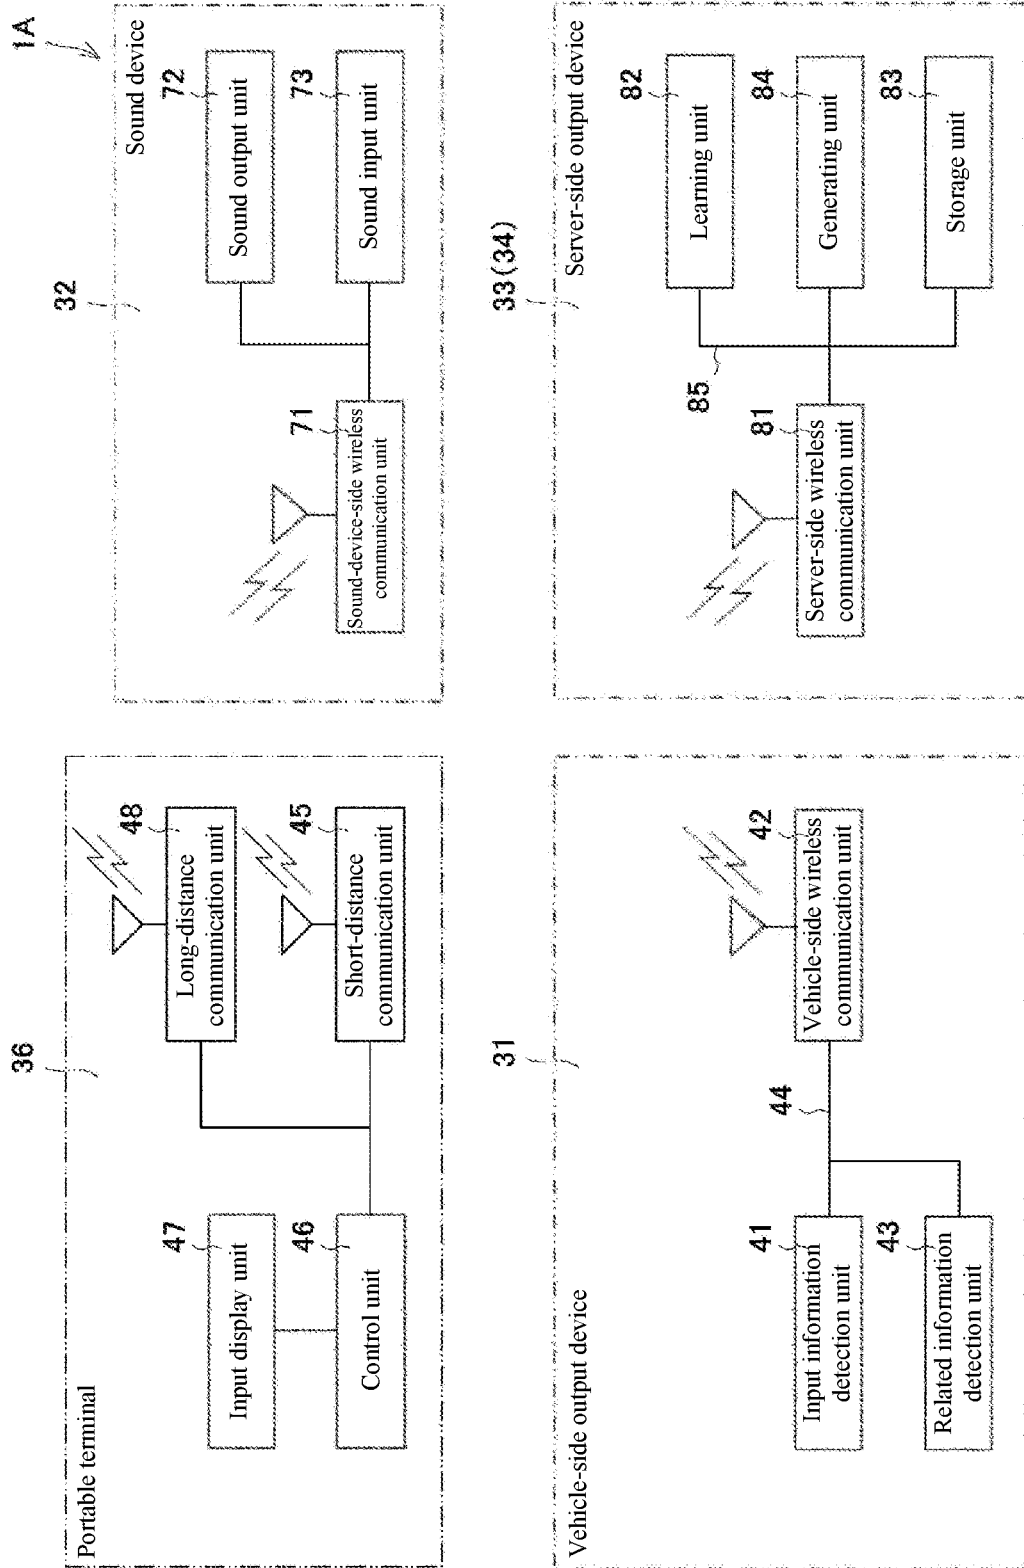 1A
36
Portable terminal
47
Input display unit
46
Control unit
48
Long-distance
communication unit
45
Short-distance
communication unit
32
Sound device
71
Sound-device-side wireless
communication unit
72
Sound output unit
73
Sound input unit
31
Vehicle-side output device
41
Input information
detection unit
43
Related information
detection unit
44
42
Vehicle-side wireless
communication unit
33(34)
Server-side output device
81
Server-side wireless
communication unit
85
82
Learning unit
84
Generating unit
83
Storage unit